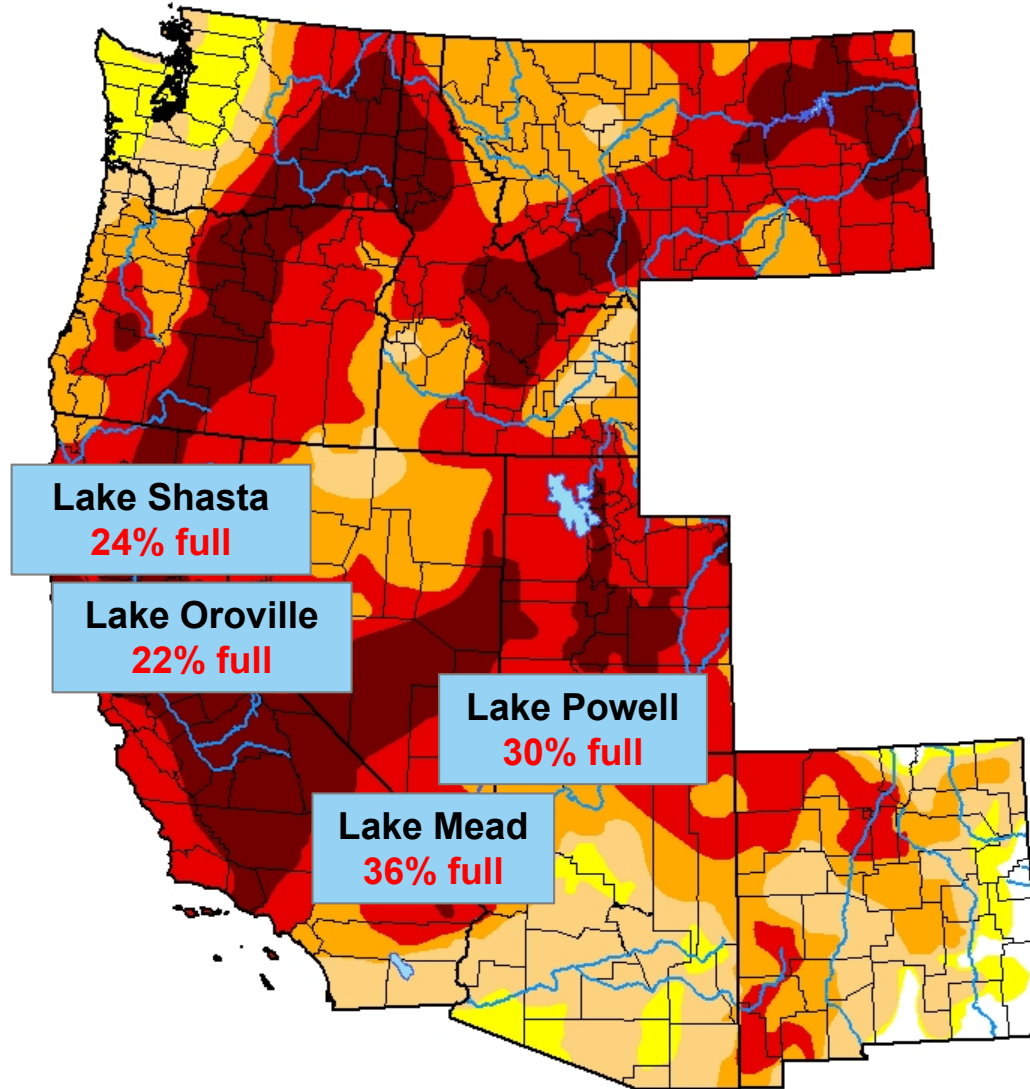 Lake Shasta
24% full
Lake Oroville
22% full
Lake Powell
30% full
Lake Mead
36% full